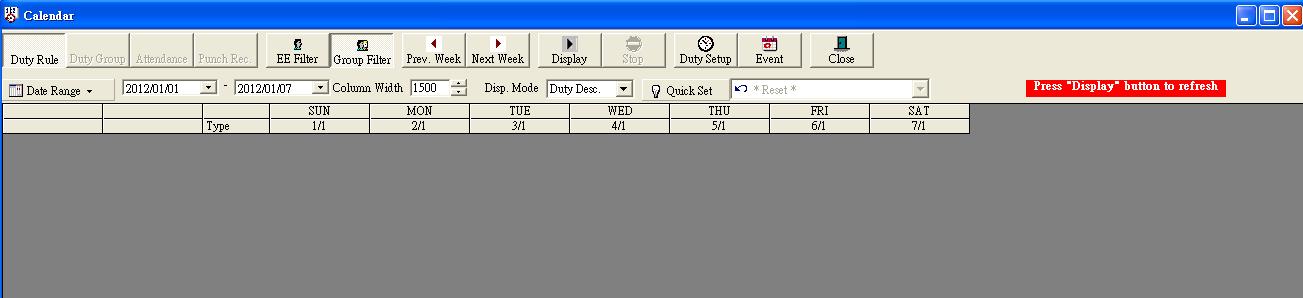 Calendar
Duty Rule Duty Group Attendance Punch Rec. EE Filter Group Filter Prev. Week Next Week Display Stop Duty Setup Event Close
Date Range 2012/01/01 - 2012/01/07 Column Width 1500 Disp. Mode Duty Desc. Quick Set * Reset * Press "Display" button to refresh
SUN MON TUE WED THU FRI SAT
Type 1/1 2/1 3/1 4/1 5/1 6/1 7/1